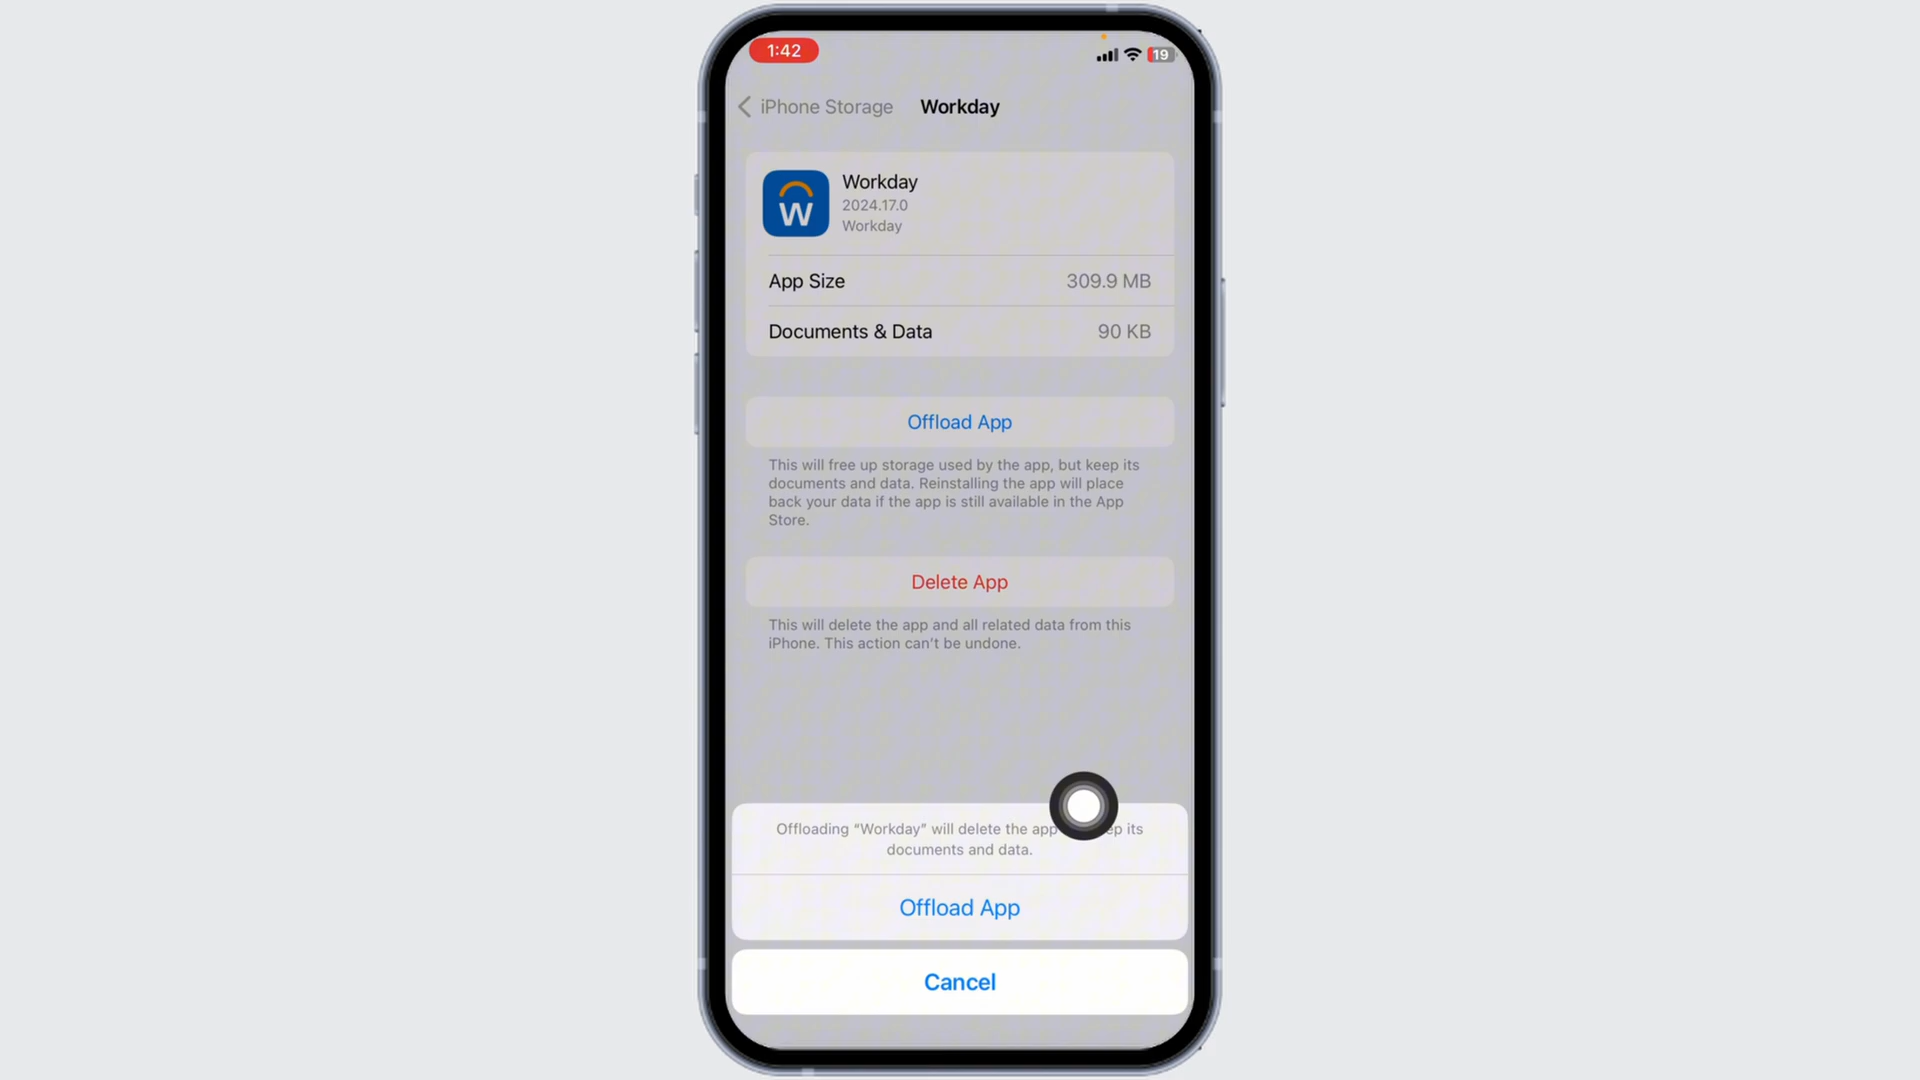 1:42
19
iPhone Storage
Workday
W
Workday
2024.17.0
Workday
App Size 309.9 MB
Documents & Data 90 KB
Offload App
This will free up storage used by the app, but keep its
documents and data. Reinstalling the app will place
back your data if the app is still available in the App
Store.
Delete App
This will delete the app and all related data from this
iPhone. This action can't be undone.
Offloading “Workday” will delete the app its
documents and data.
Offload App
Cancel